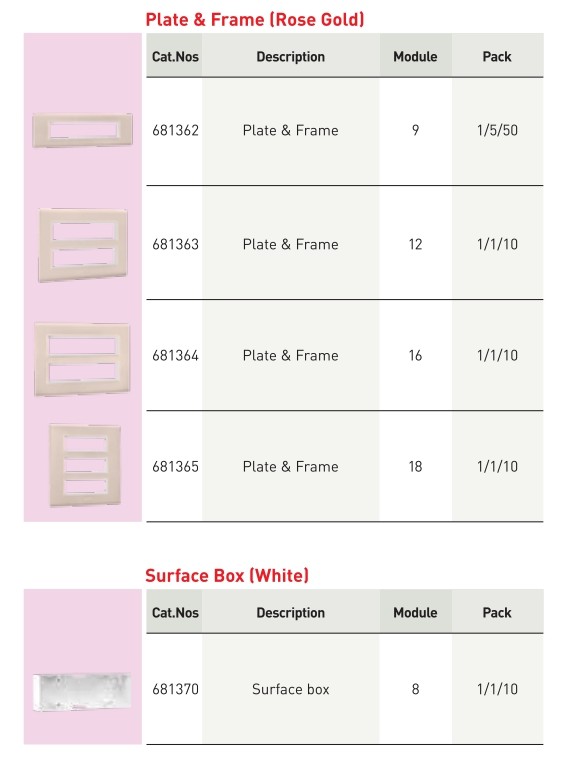 Plate & Frame (Rose Gold)
Cat.Nos Description Module Pack
681362 Plate & Frame 9 1/5/50
681363 Plate & Frame 12 1/1/10
681364 Plate & Frame 16 1/1/10
681365 Plate & Frame 18 1/1/10
Surface Box (White)
Cat.Nos Description Module Pack
681370 Surface box 8 1/1/10